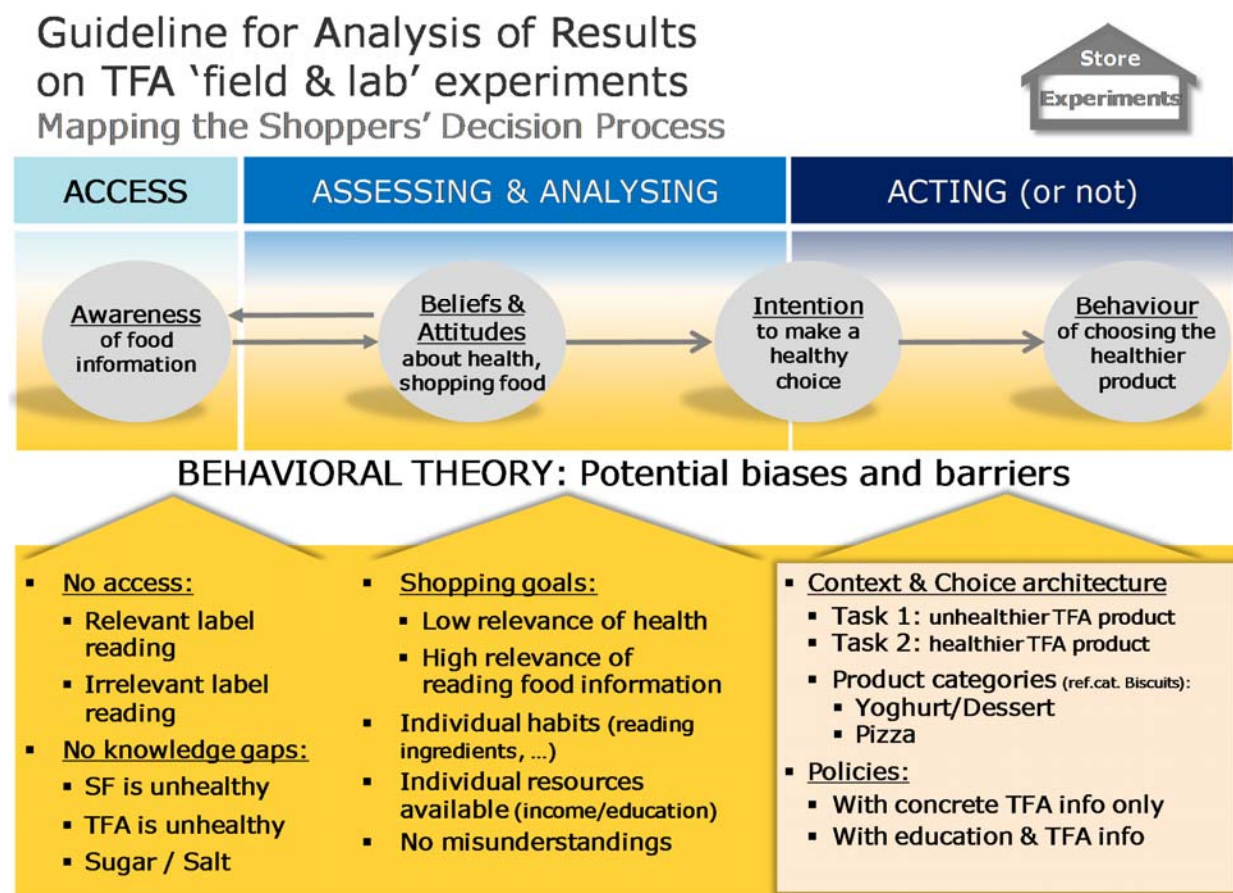 Guideline for Analysis of Results
on TFA ‘field & lab’ experiments
Mapping the Shoppers’ Decision Process
Store
Experiments
ACCESS
ASSESSING & ANALYSING
ACTING (or not)
Awareness
of food
information
Beliefs &
Attitudes
about health,
shopping food
Intention
to make a
healthy
choice
Behaviour
of choosing the
healthier
product
BEHAVIORAL THEORY: Potential biases and barriers
▪ No access:
▪ Relevant label
reading
▪ Irrelevant label
reading
▪ No knowledge gaps:
▪ SF is unhealthy
▪ TFA is unhealthy
▪ Sugar / Salt
▪ Shopping goals:
▪ Low relevance of health
▪ High relevance of
reading food information
▪ Individual habits (reading
ingredients, ...)
▪ Individual resources
available (income/education)
▪ No misunderstandings
▪ Context & Choice architecture
▪ Task 1: unhealthier TFA product
▪ Task 2: healthier TFA product
▪ Product categories (ref.cat. Biscuits):
▪ Yoghurt/Dessert
▪ Pizza
▪ Policies:
▪ With concrete TFA info only
▪ With education & TFA info